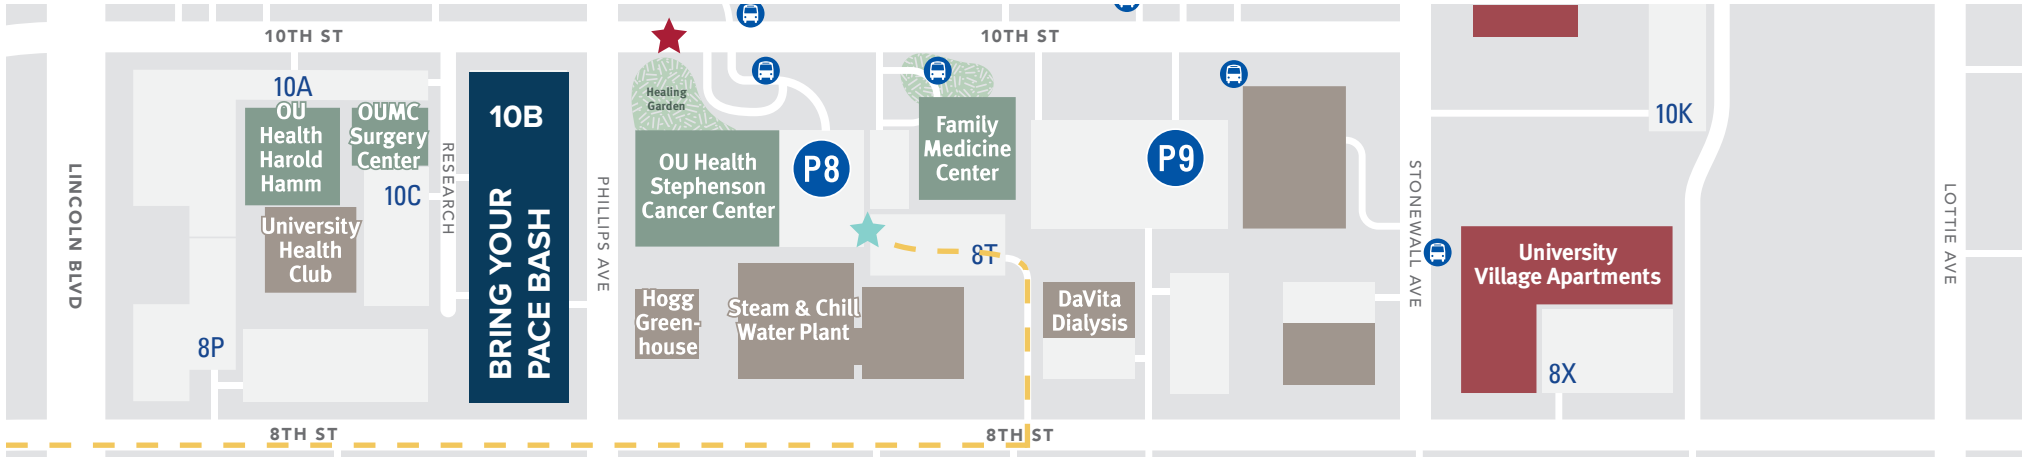 10TH ST
10TH ST
10A
OU
Health
Harold
Hamm
OUMC
Surgery
Center
10C
University
Health
Club
8P
LINCOLN BLVD
RESEARCH
10B
BRING YOUR
PACE BASH
PHILLIPS AVE
Healing
Garden
OU Health
Stephenson
Cancer Center
P8
Family
Medicine
Center
P9
8T
Hogg
Green-
house
Steam & Chill
Water Plant
DaVita
Dialysis
STONEWALL AVE
10K
University
Village Apartments
8X
LOTTIE AVE
8TH ST
8TH ST